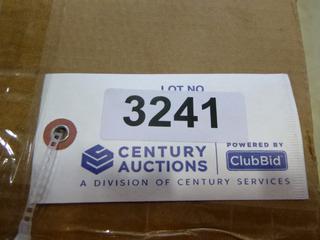 LOT NO.
3241
CENTURY
AUCTIONS
POWERED BY
ClubBid
A DIVISION OF CENTURY SERVICES